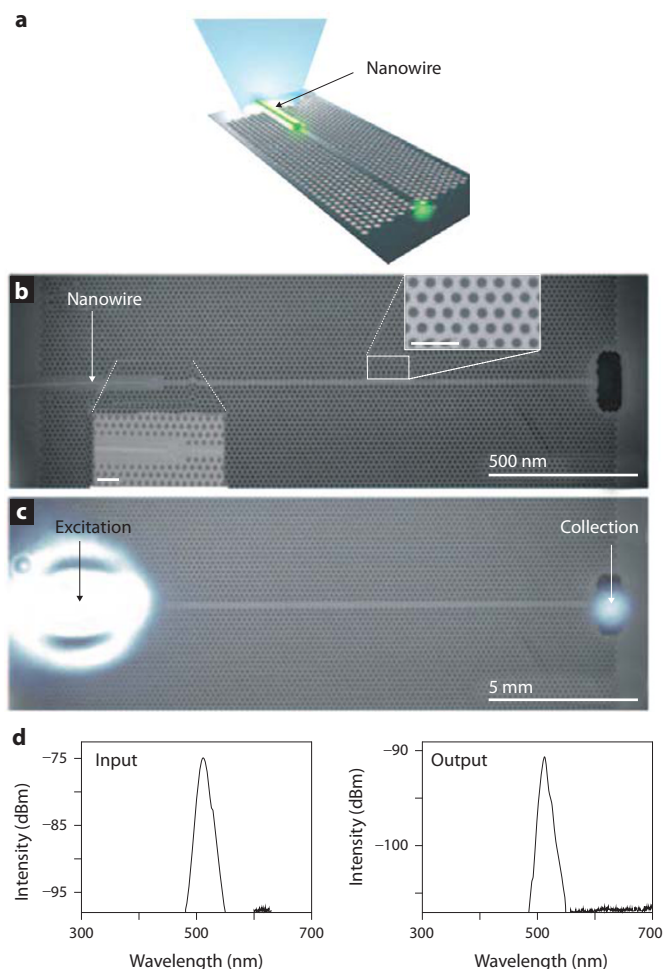 a
Nanowire
b
Nanowire
500 nm
c
Excitation
Collection
5 mm
d
−75
−85
−95
Input
Intensity (dBm)
300
500
700
Wavelength (nm)
−90
−100
Output
Intensity (dBm)
300
500
700
Wavelength (nm)